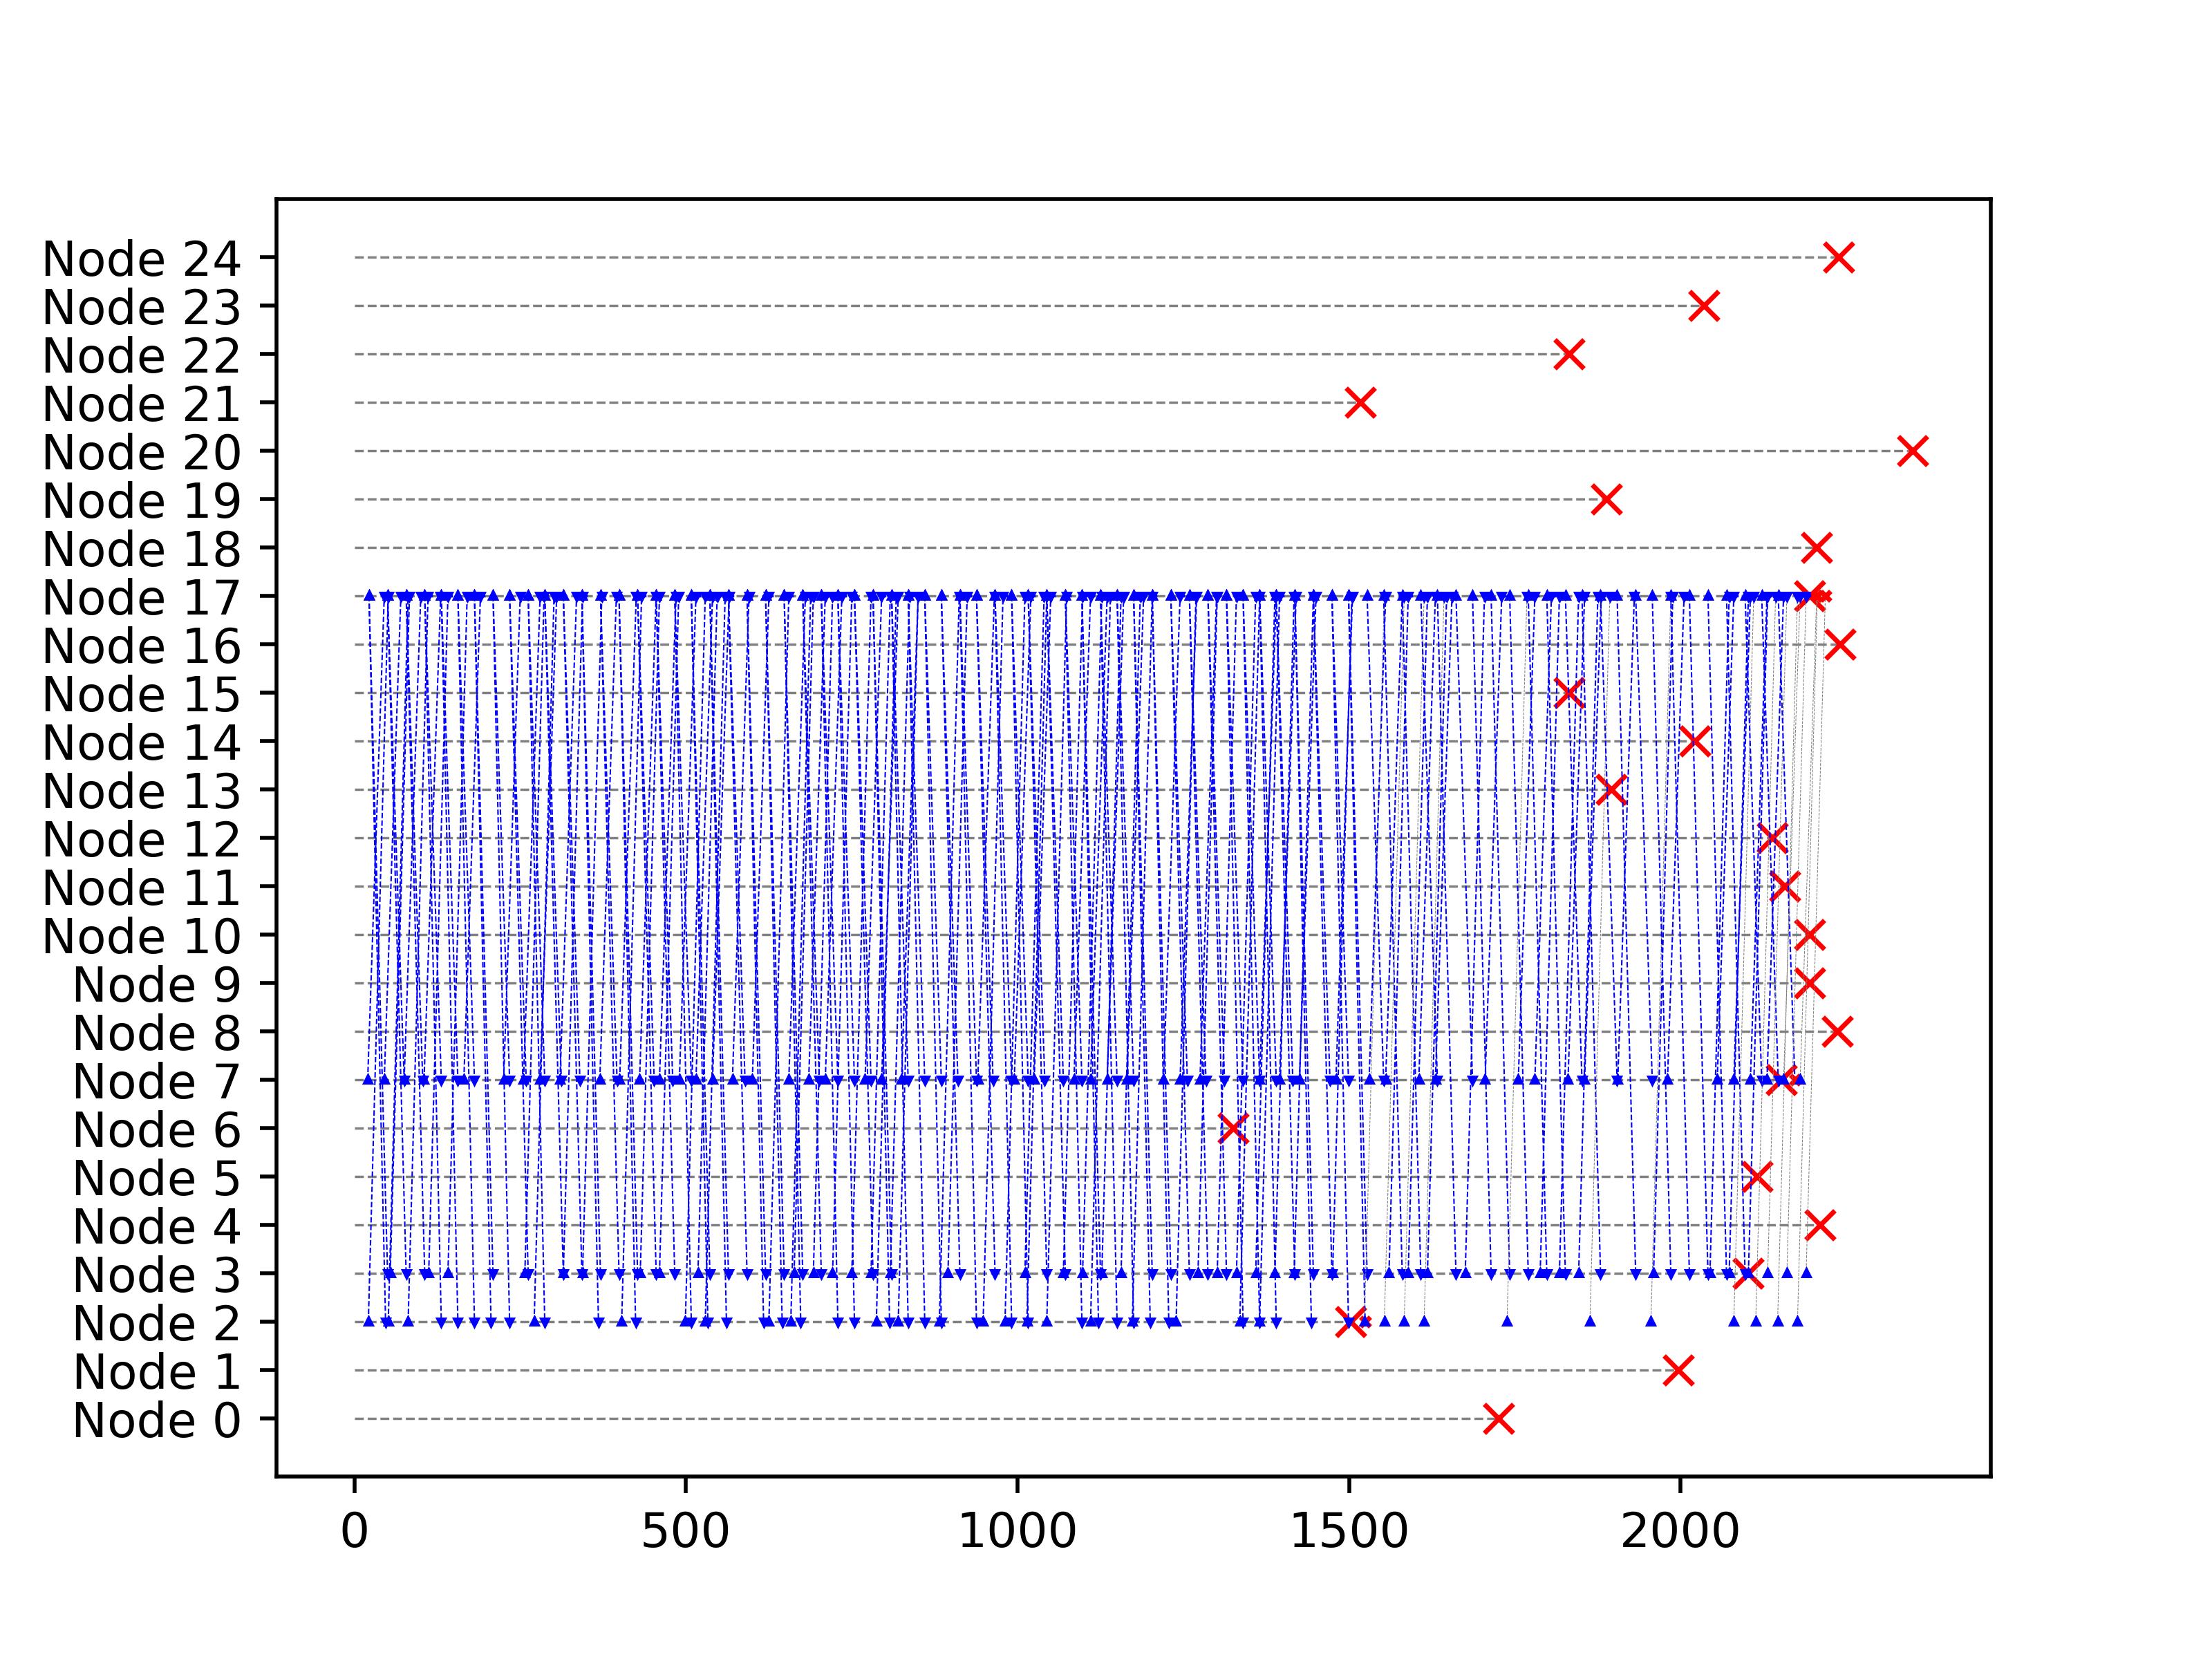 Node 24
Node 23
Node 22
Node 21
Node 20
Node 19
Node 18
Node 17
Node 16
Node 15
Node 14
Node 13
Node 12
Node 11
Node 10
Node 9
Node 8
Node 7
Node 6
Node 5
Node 4
Node 3
Node 2
Node 1
Node 0
0 500 1000 1500 2000